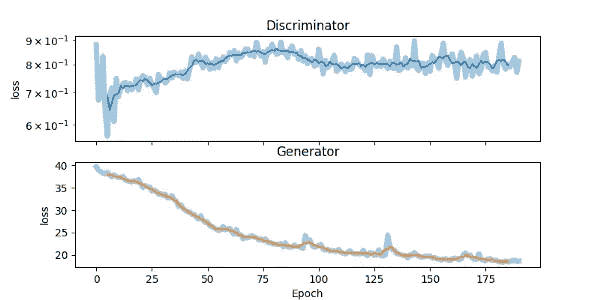 Discriminator
9 × 10⁻¹
8 × 10⁻¹
7 × 10⁻¹
6 × 10⁻¹
loss
Generator
40
35
30
25
20
loss
0 25 50 75 100 125 150 175
Epoch